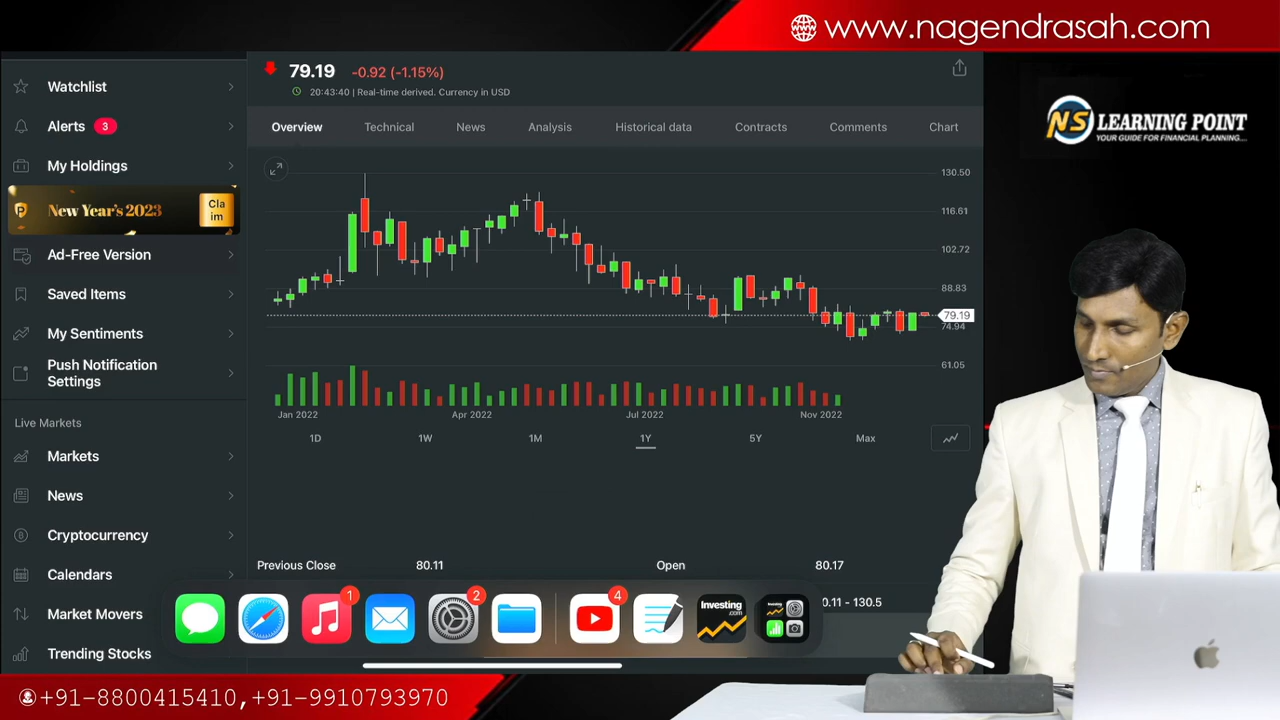 www.nagendrasah.com
NS LEARNING POINT
YOUR GUIDE FOR FINANCIAL PLANNING....
Watchlist
Alerts 3
My Holdings
New Year's 2023 Claim
Ad-Free Version
Saved Items
My Sentiments
Push Notification
Settings
Live Markets
Markets
News
Cryptocurrency
Calendars
Market Movers
Trending Stocks
79.19 -0.92 (-1.15%)
20:43:40 | Real-time derived. Currency in USD
Overview Technical News Analysis Historical data Contracts Comments Chart
130.50
116.61
102.72
88.83
79.19
74.94
61.05
Jan 2022 Apr 2022 Jul 2022 Nov 2022
1D 1W 1M 1Y 5Y Max
Previous Close 80.11 Open 80.17
0.11 - 130.5
1 2 4
Investing
.com
+91-8800415410,+91-9910793970